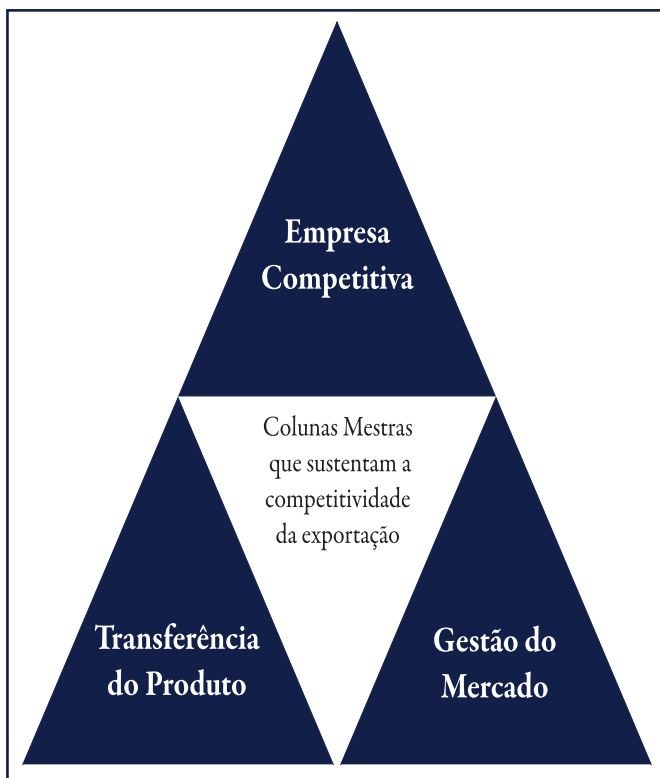 Empresa
Competitiva
Colunas Mestras
que sustentam a
competitividade
da exportação
Transferência
do Produto
Gestão do
Mercado